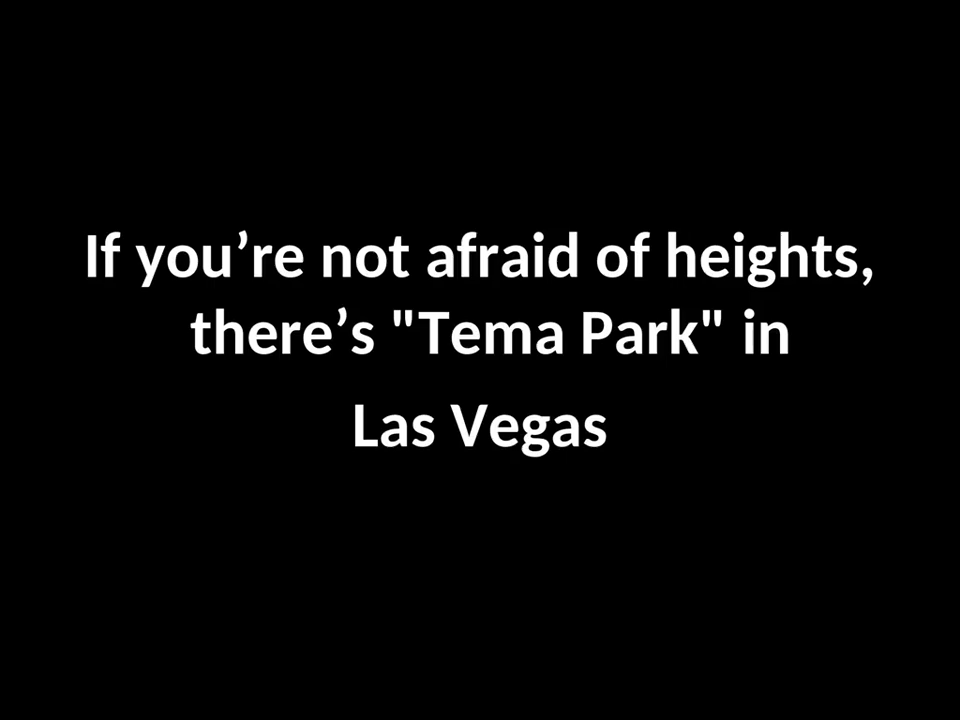 If you’re not afraid of heights,
there’s "Tema Park" in
Las Vegas